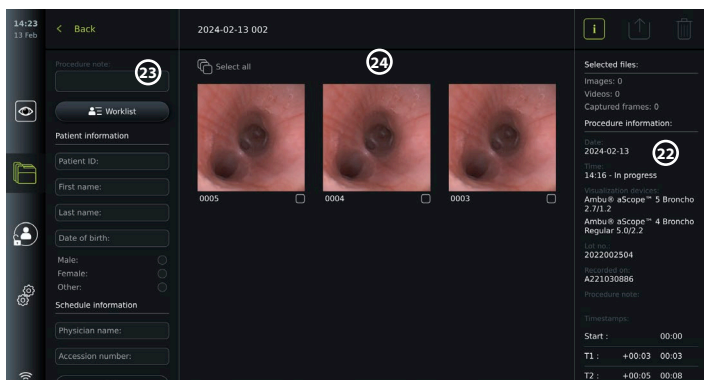 14:23
13 Feb
Back
2024-02-13 002
i
Procedure note:
23
Worklist
Patient information
Patient ID:
First name:
Last name:
Date of birth:
Male:
Female:
Other:
Schedule information
Physician name:
Accession number:
Select all
24
0005
0004
0003
Selected files:
Images: 0
Videos: 0
Captured frames: 0
Procedure information:
Date:
2024-02-13
22
Time:
14:16 - In progress
Visualization devices:
Ambu® aScope™ 5 Broncho
2.7/1.2
Ambu® aScope™ 4 Broncho
Regular 5.0/2.2
Lot no.
2022002504
Recorded on:
A221030886
Procedure note:
Timestamps:
Start : 00:00
T1 : +00:03 00:03
T2 : +00:05 00:08